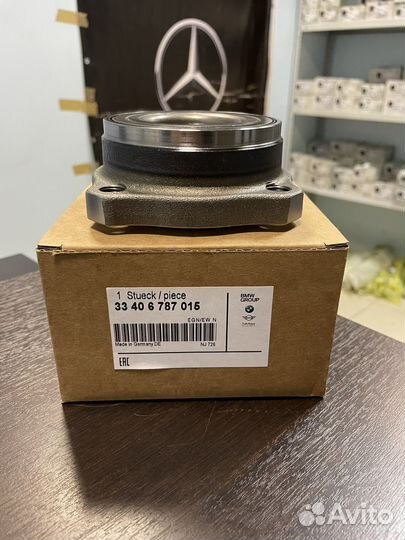 1 Stueck / piece
33 40 6 787 015
EGN/EW N
Made in Germany DE
NJ 726
EAC
BMW
GROUP
Avito